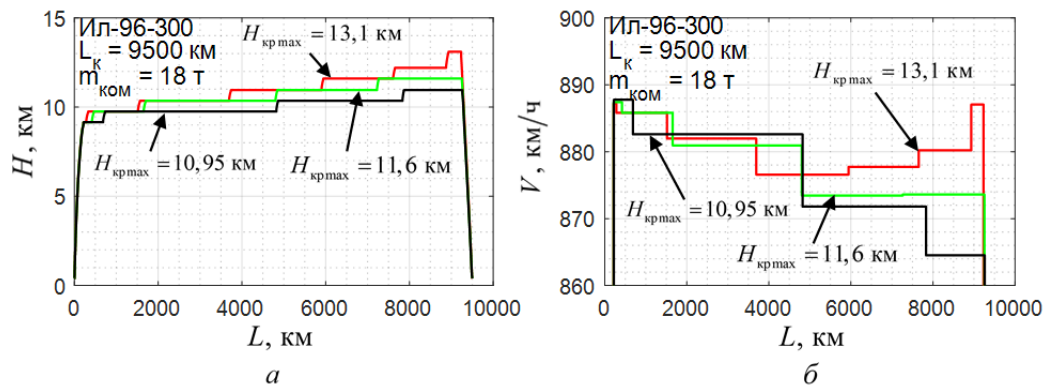 Ил-96-300
Lк = 9500 км
mком = 18 т
Hкр max = 13,1 км
Hкр max = 10,95 км
Hкр max = 11,6 км
H, км
15
10
5
0
0 2000 4000 6000 8000 10000
L, км
а
Ил-96-300
Lк = 9500 км
mком = 18 т
Hкр max = 13,1 км
Hкр max = 10,95 км
Hкр max = 11,6 км
V, км/ч
900
890
880
870
860
0 2000 4000 6000 8000 10000
L, км
б